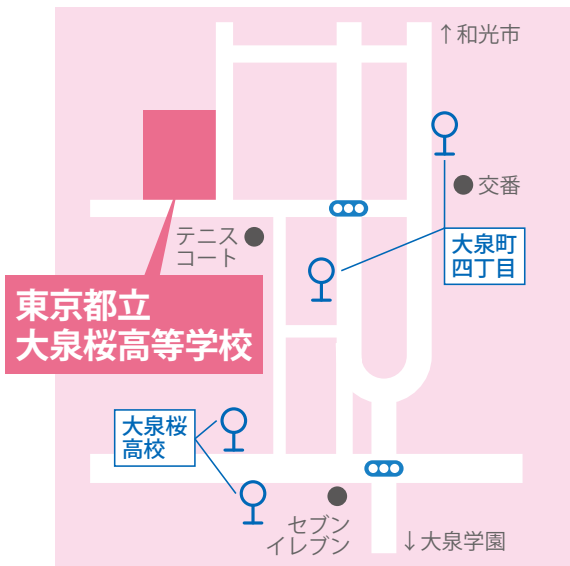 ↑和光市
交番
テニス
コート
大泉町
四丁目
東京都立
大泉桜高等学校
大泉桜
高校
セブン
イレブン
↓大泉学園